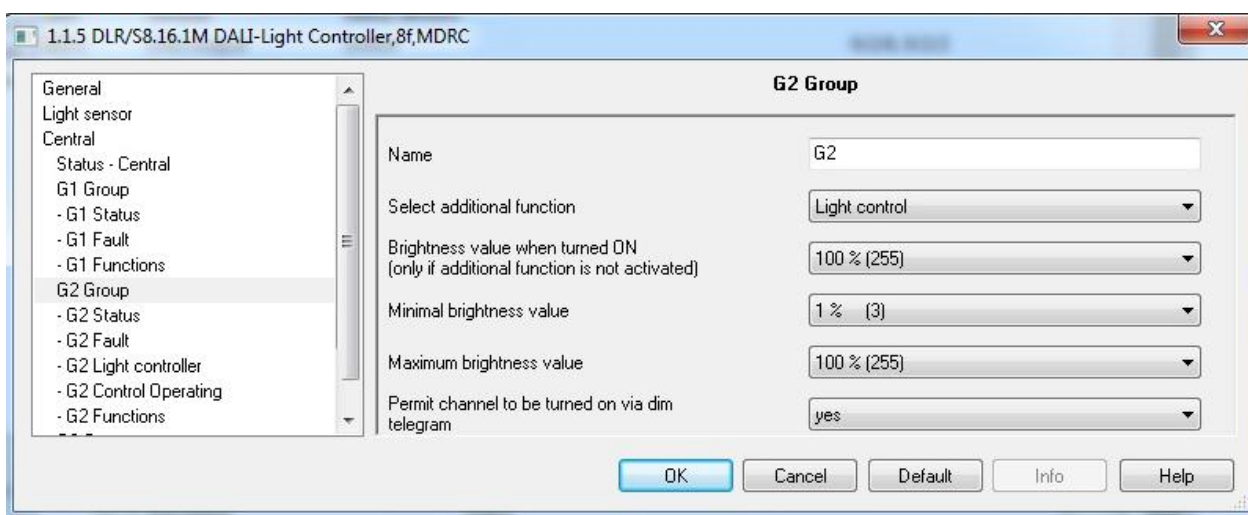 1.1.5 DLR/S8.16.1M DALI-Light Controller,8f,MDRC
General
Light sensor
Central
Status - Central
G1 Group
- G1 Status
- G1 Fault
- G1 Functions
G2 Group
- G2 Status
- G2 Fault
- G2 Light controller
- G2 Control Operating
- G2 Functions
G2 Group
Name
G2
Select additional function
Light control
Brightness value when turned ON
(only if additional function is not activated)
100 % (255)
Minimal brightness value
1 % (3)
Maximum brightness value
100 % (255)
Permit channel to be turned on via dim
telegram
yes
OK
Cancel
Default
Info
Help